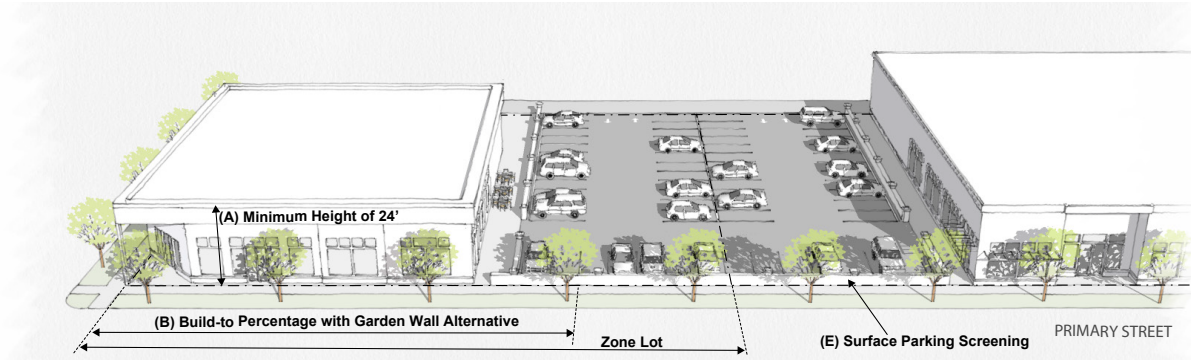 (A) Minimum Height of 24’
(B) Build-to Percentage with Garden Wall Alternative
Zone Lot
(E) Surface Parking Screening
PRIMARY STREET